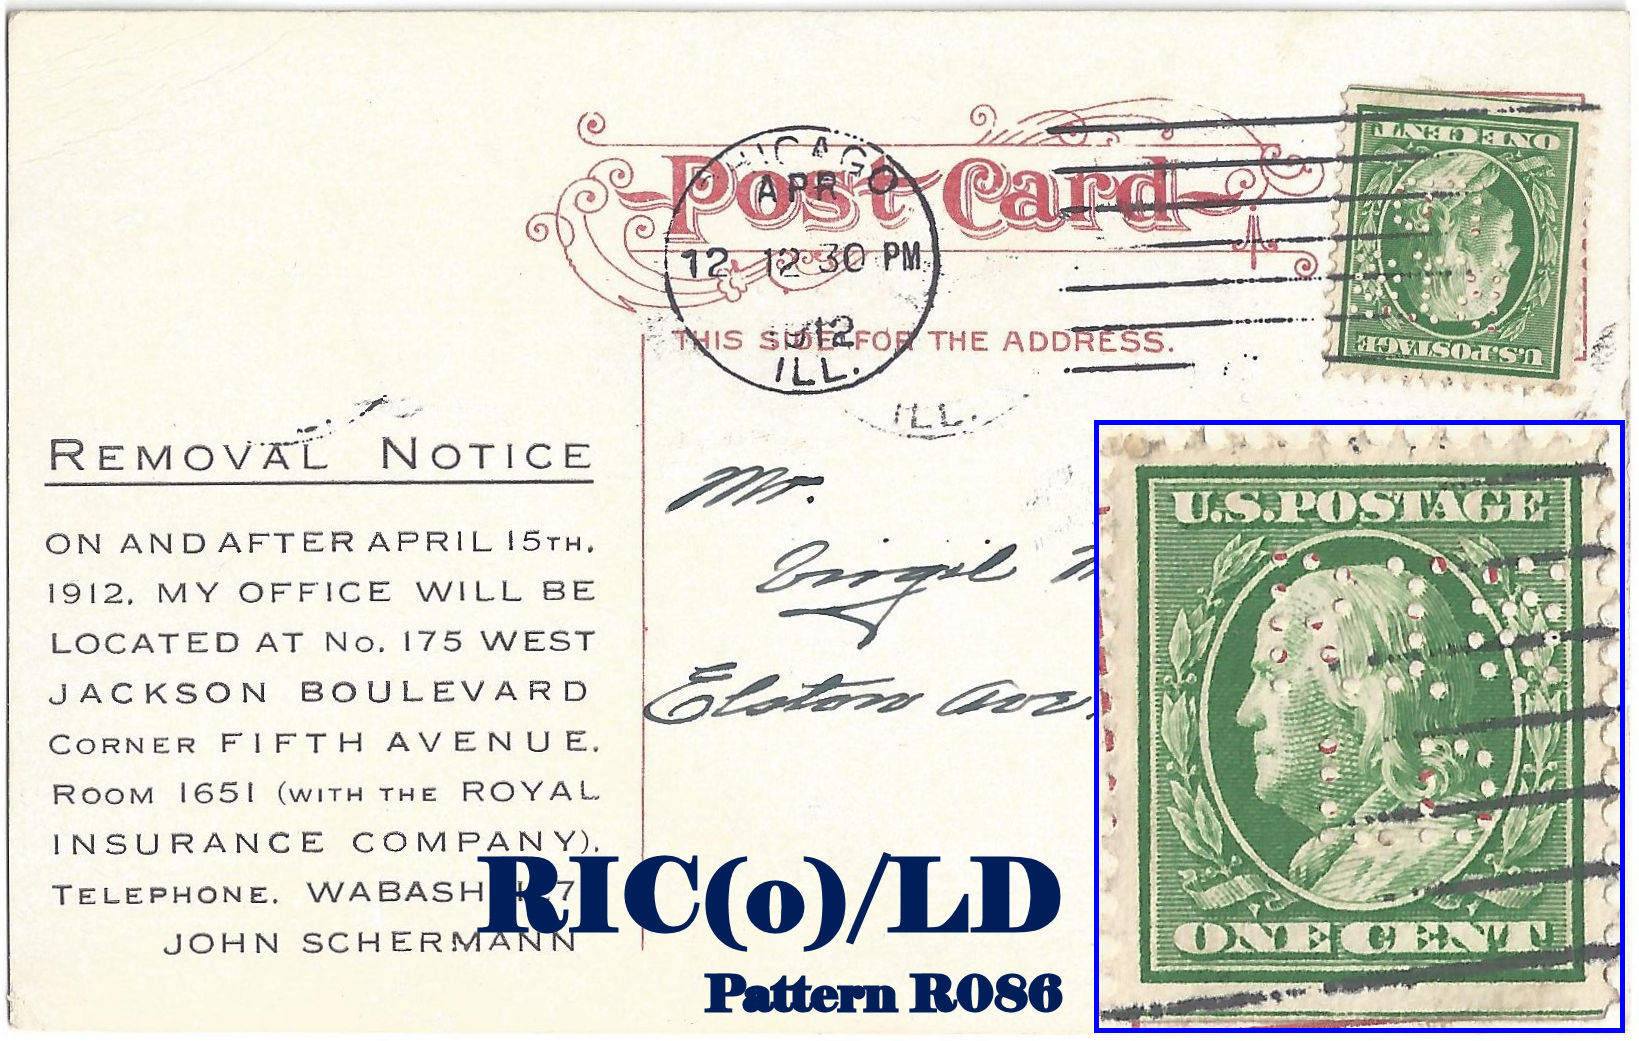 Post Card
THIS SIDE FOR THE ADDRESS.
CHICAGO
APR
12 12 30 PM
1912
ILL.
ILL.
ONE CENT
U.S.POSTAGE
REMOVAL NOTICE
ON AND AFTER APRIL 15TH,
1912, MY OFFICE WILL BE
LOCATED AT No. 175 WEST
JACKSON BOULEVARD
CORNER FIFTH AVENUE,
ROOM 1651 (WITH THE ROYAL
INSURANCE COMPANY).
TELEPHONE, WABASH
JOHN SCHERMANN
Mr.
Virgil
Elston Ave.
U.S.POSTAGE
RIC(o)
LD
ONE CENT
RIC(o)/LD
Pattern R086